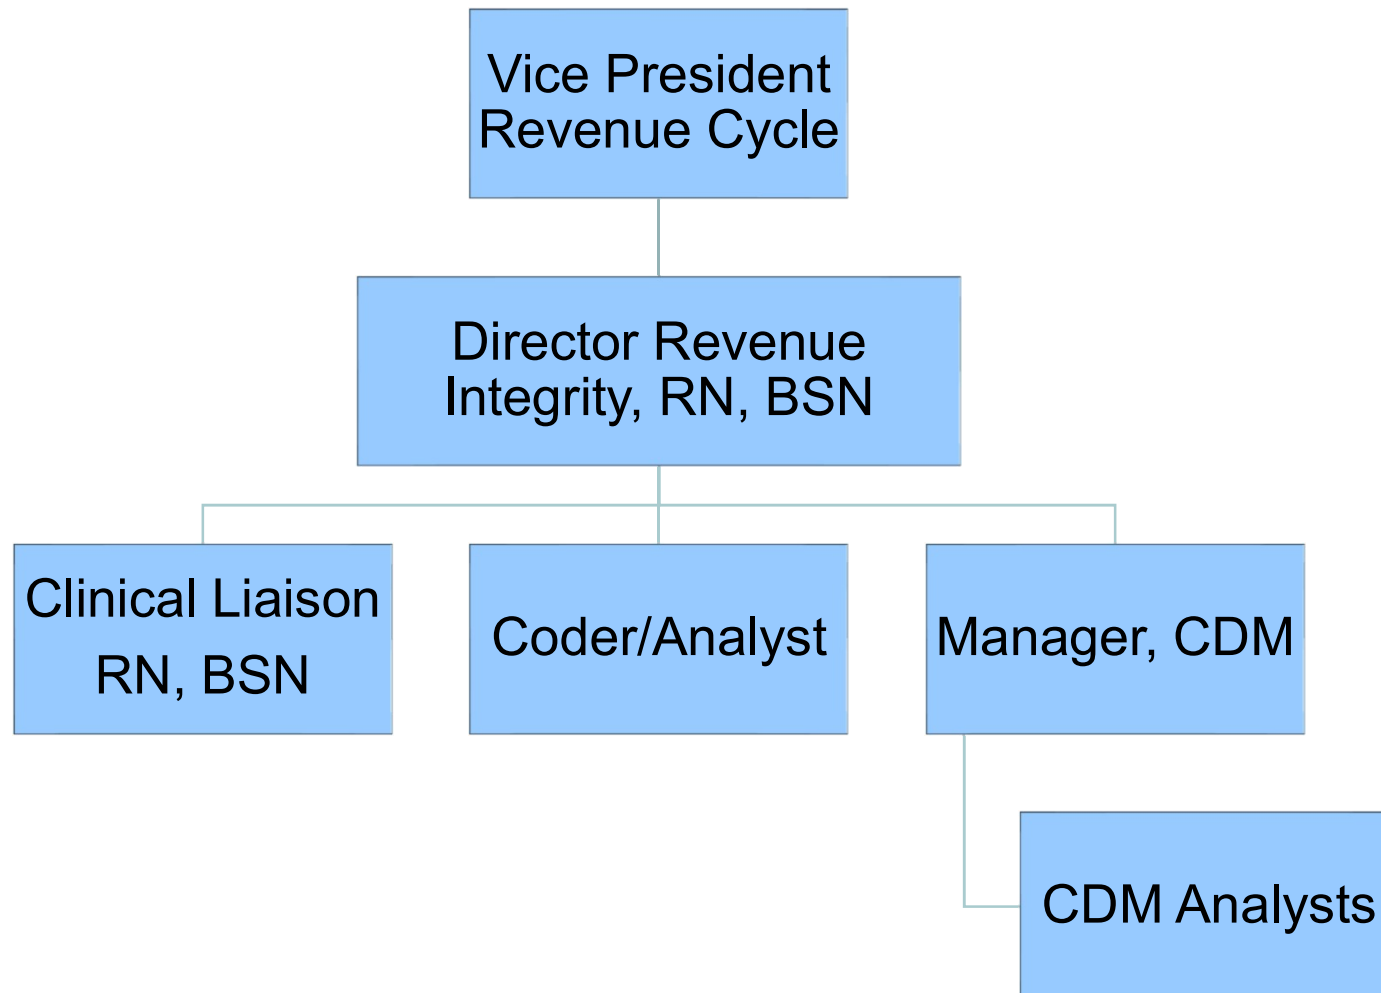 Vice President
Revenue Cycle
Director Revenue
Integrity, RN, BSN
Clinical Liaison
RN, BSN
Coder/Analyst
Manager, CDM
CDM Analysts